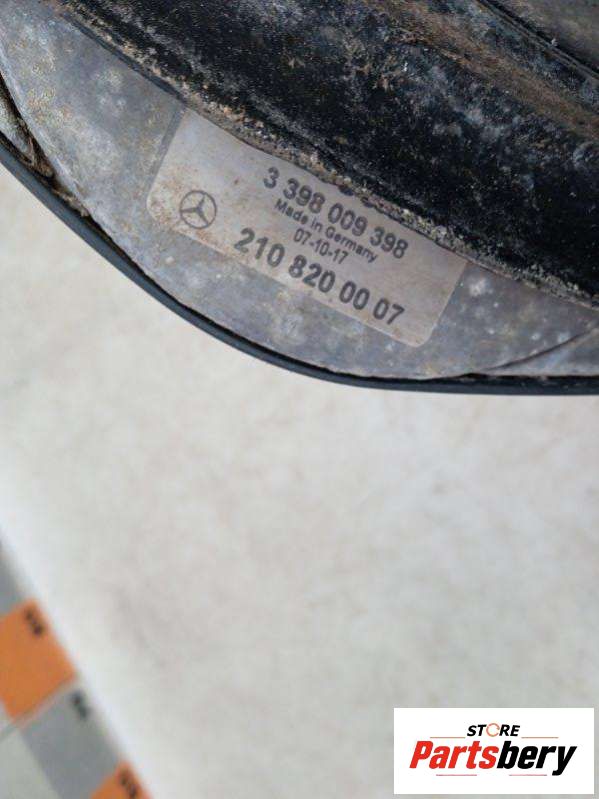 3 398 009 398
Made in Germany
07-10-17
210 820 00 07
STORE
Partsbery